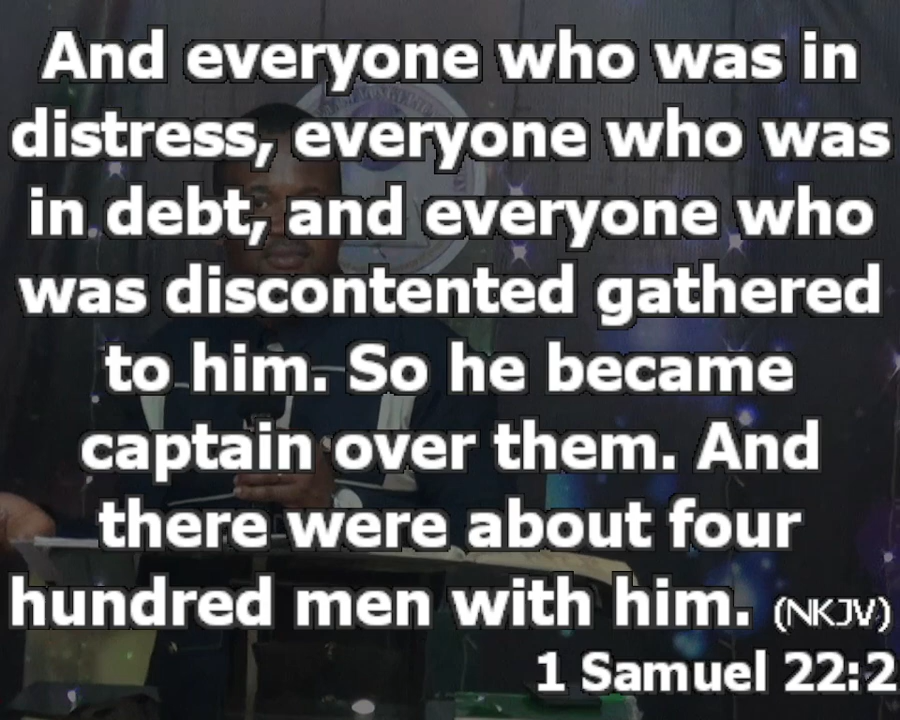 And everyone who was in
distress, everyone who was
in debt, and everyone who
was discontented gathered
to him. So he became
captain over them. And
there were about four
hundred men with him. (NKJV)
1 Samuel 22:2